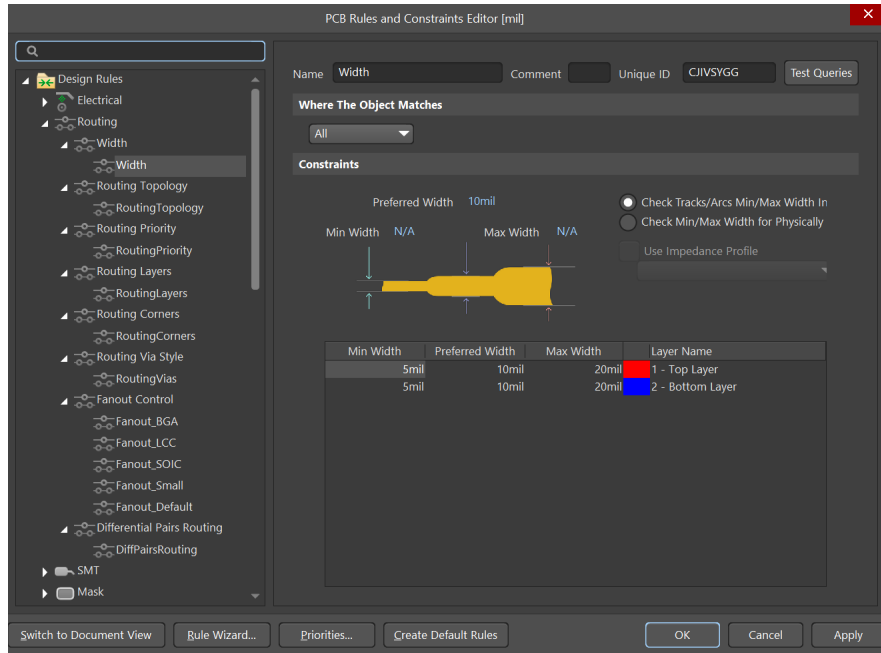 PCB Rules and Constraints Editor [mil]
Design Rules
Electrical
Routing
Width
Width
Routing Topology
RoutingTopology
Routing Priority
RoutingPriority
Routing Layers
RoutingLayers
Routing Corners
RoutingCorners
Routing Via Style
RoutingVias
Fanout Control
Fanout_BGA
Fanout_LCC
Fanout_SOIC
Fanout_Small
Fanout_Default
Differential Pairs Routing
DiffPairsRouting
SMT
Mask
Name Width Comment Unique ID CJIVSYGG Test Queries
Where The Object Matches
All
Constraints
Preferred Width 10mil
Min Width N/A Max Width N/A
Check Tracks/Arcs Min/Max Width In
Check Min/Max Width for Physically
Use Impedance Profile
Min Width Preferred Width Max Width Layer Name
5mil 10mil 20mil 1 - Top Layer
5mil 10mil 20mil 2 - Bottom Layer
Switch to Document View Rule Wizard... Priorities... Create Default Rules OK Cancel Apply